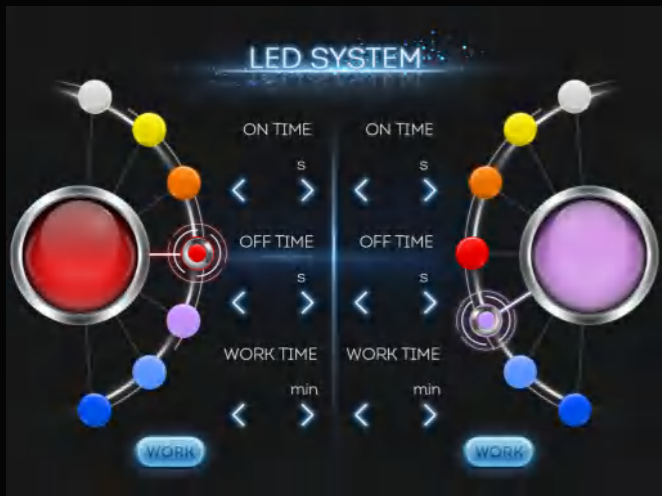 LED SYSTEM
ON TIME ON TIME
s s
OFF TIME OFF TIME
s s
WORK TIME WORK TIME
min min
WORK WORK